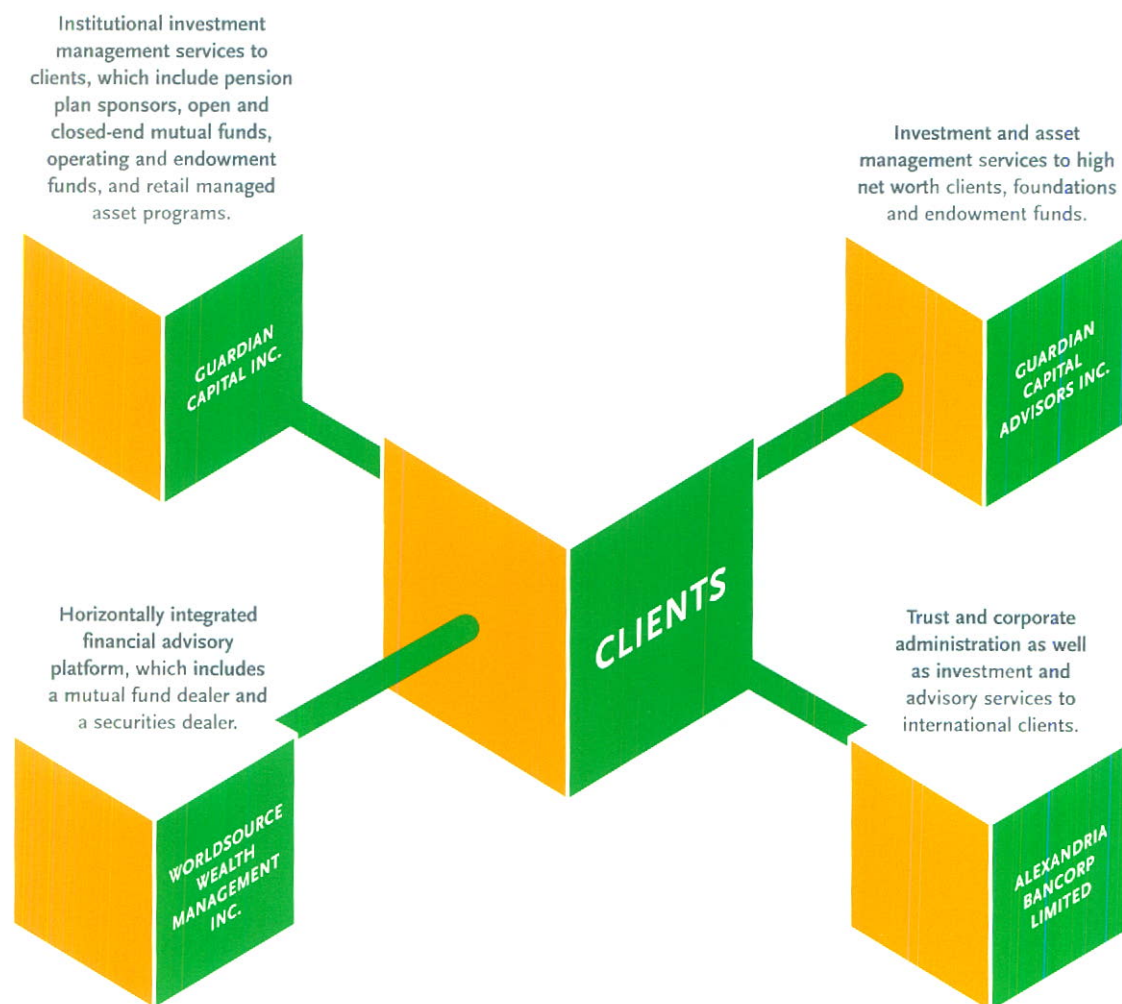 Institutional investment
management services to
clients, which include pension
plan sponsors, open and
closed-end mutual funds,
operating and endowment
funds, and retail managed
asset programs.
GUARDIAN
CAPITAL INC.
Investment and asset
management services to high
net worth clients, foundations
and endowment funds.
GUARDIAN
CAPITAL
ADVISORS INC.
CLIENTS
Horizontally integrated
financial advisory
platform, which includes
a mutual fund dealer and
a securities dealer.
WORLDSOURCE
WEALTH
MANAGEMENT
INC.
Trust and corporate
administration as well
as investment and
advisory services to
international clients.
ALEXANDRIA
BANCORP
LIMITED